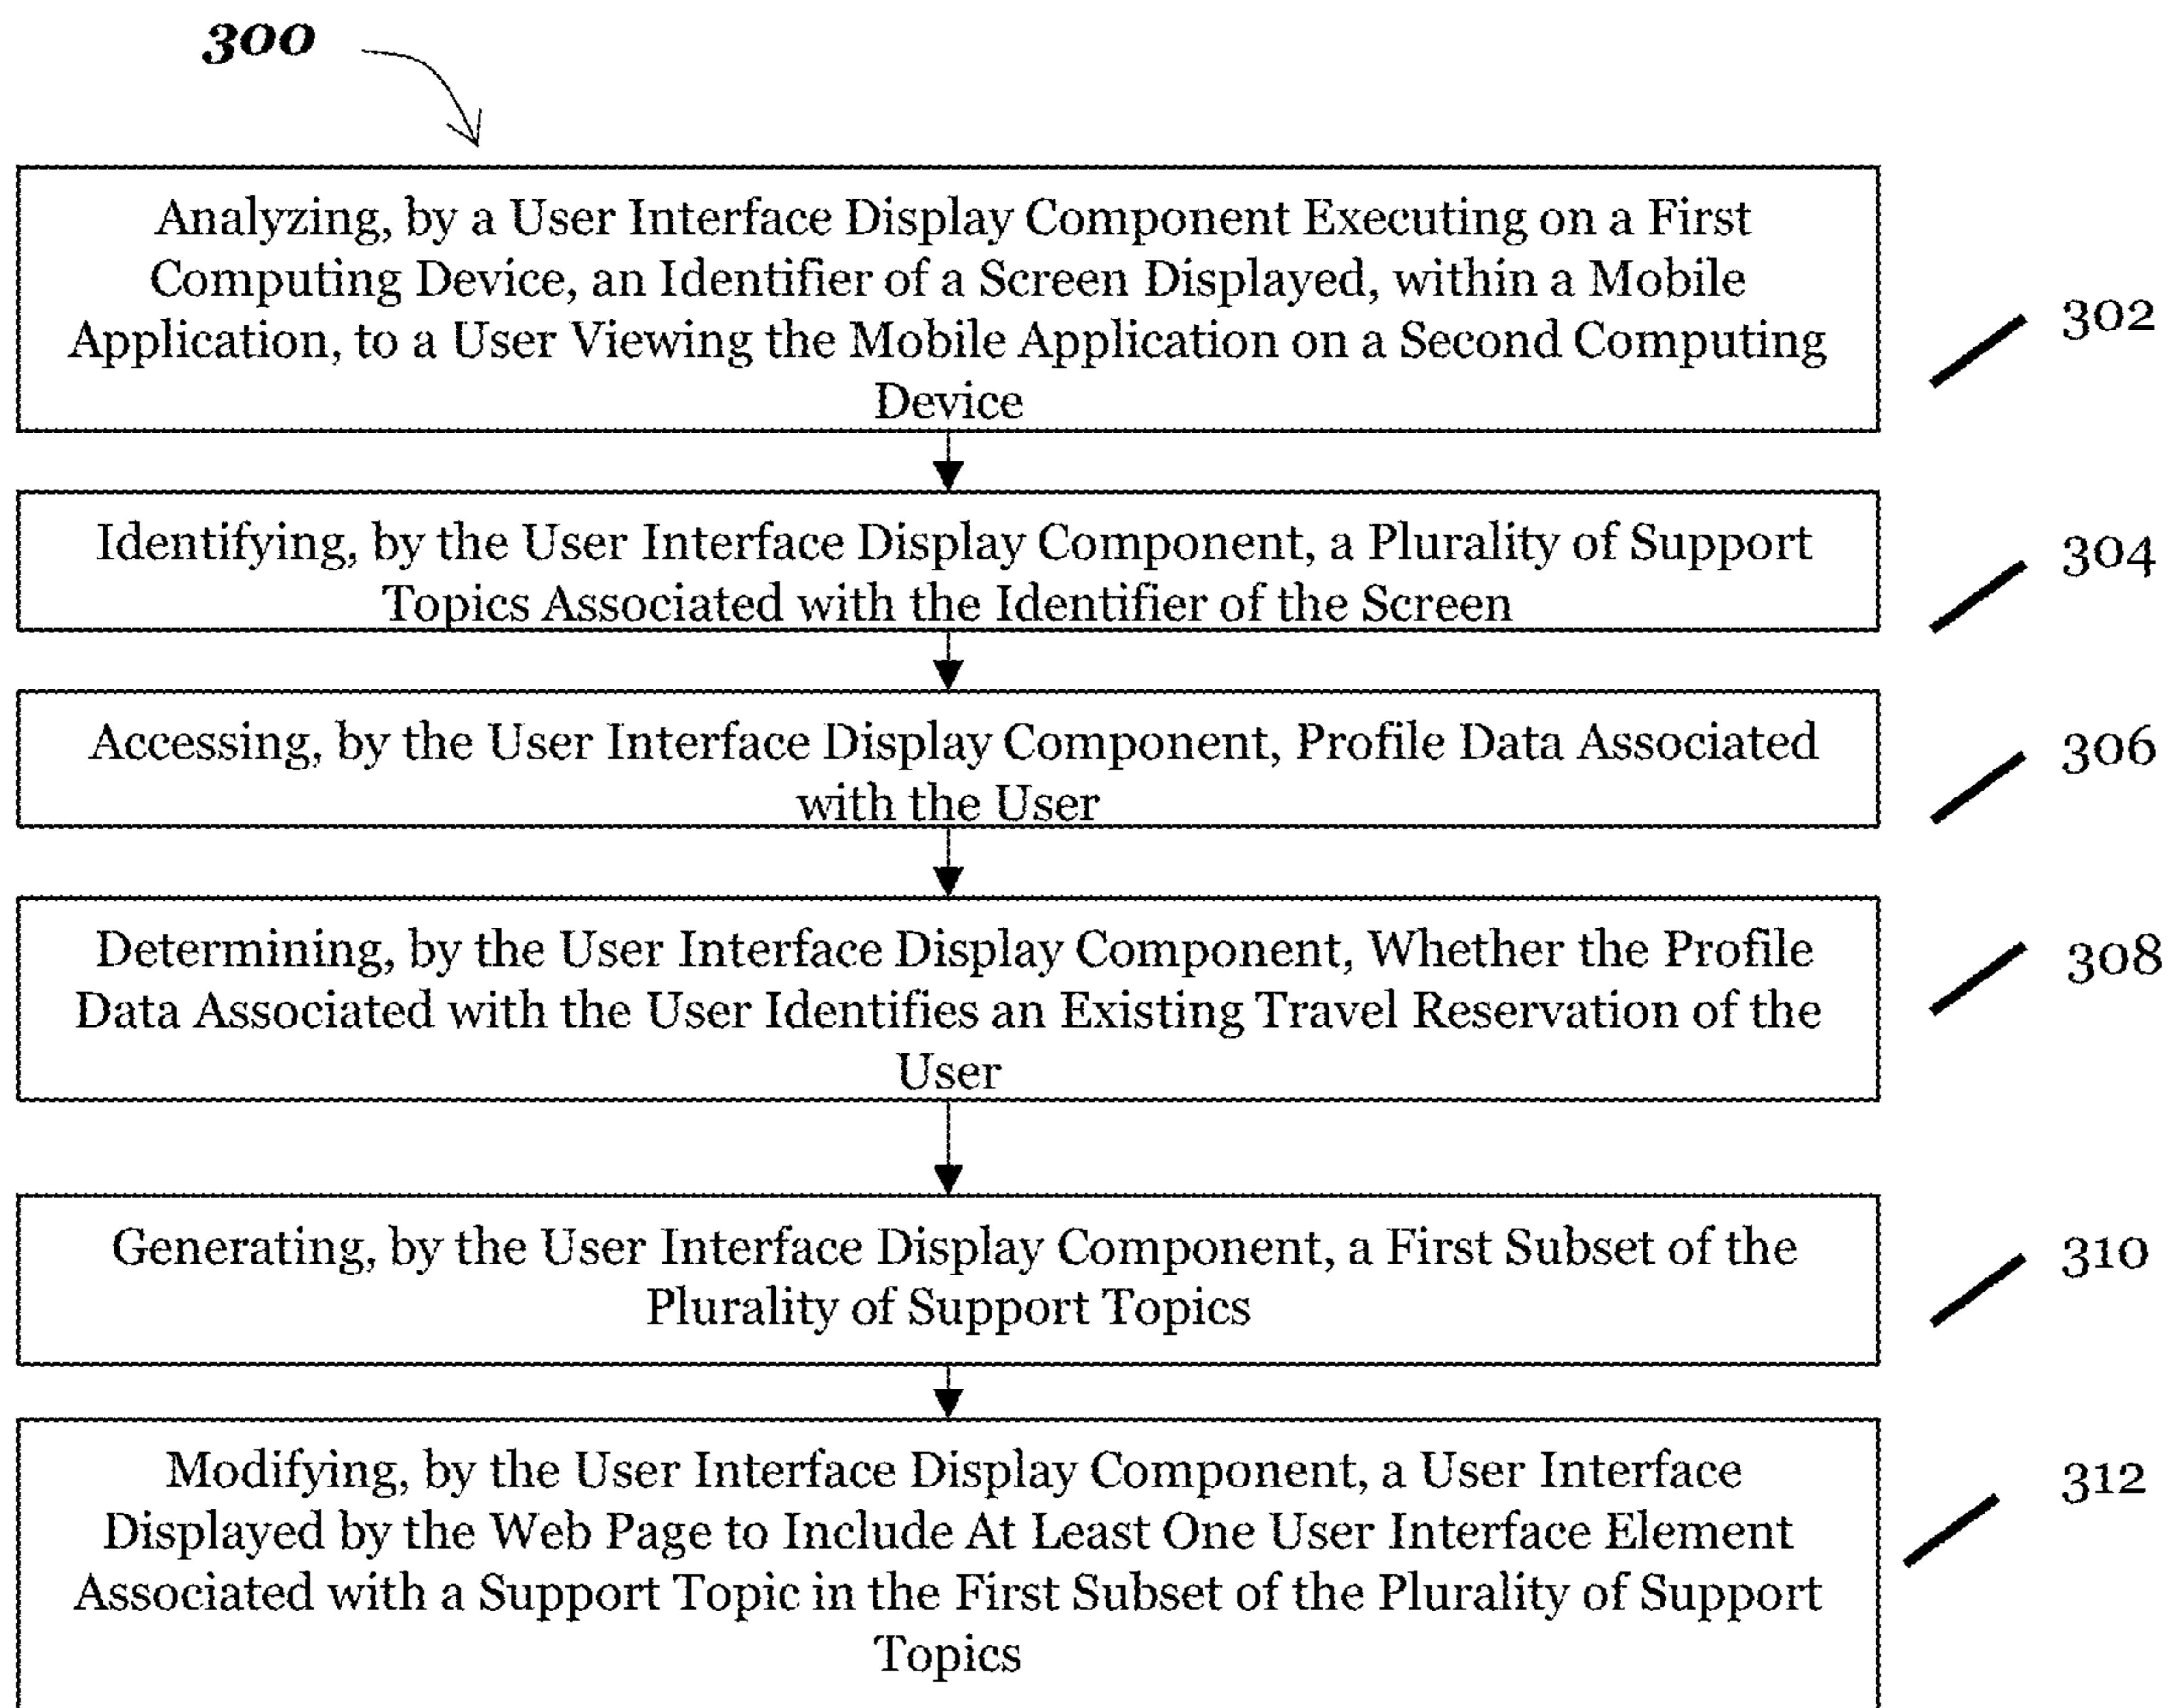 300
Analyzing, by a User Interface Display Component Executing on a First
Computing Device, an Identifier of a Screen Displayed, within a Mobile
Application, to a User Viewing the Mobile Application on a Second Computing
Device
302
Identifying, by the User Interface Display Component, a Plurality of Support
Topics Associated with the Identifier of the Screen
304
Accessing, by the User Interface Display Component, Profile Data Associated
with the User
306
Determining, by the User Interface Display Component, Whether the Profile
Data Associated with the User Identifies an Existing Travel Reservation of the
User
308
Generating, by the User Interface Display Component, a First Subset of the
Plurality of Support Topics
310
Modifying, by the User Interface Display Component, a User Interface
Displayed by the Web Page to Include At Least One User Interface Element
Associated with a Support Topic in the First Subset of the Plurality of Support
Topics
312